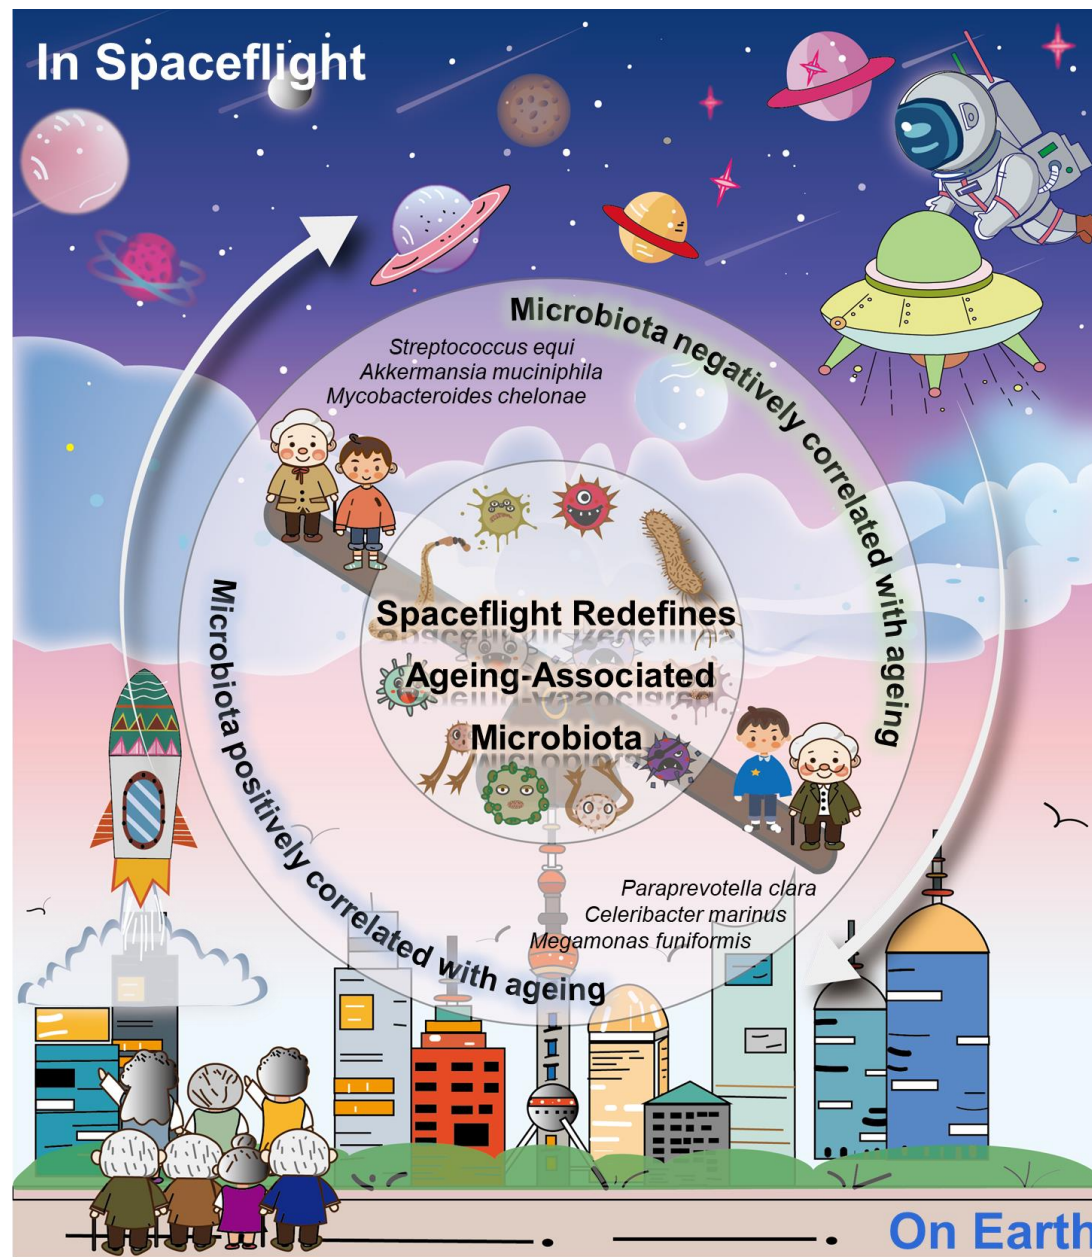 In Spaceflight
Microbiota negatively correlated with ageing
Streptococcus equi
Akkermansia muciniphila
Mycobacteroides chelonae
Spaceflight Redefines
Ageing-Associated
Microbiota
Microbiota positively correlated with ageing
Paraprevotella clara
Celeribacter marinus
Megamonas funiformis
On Earth